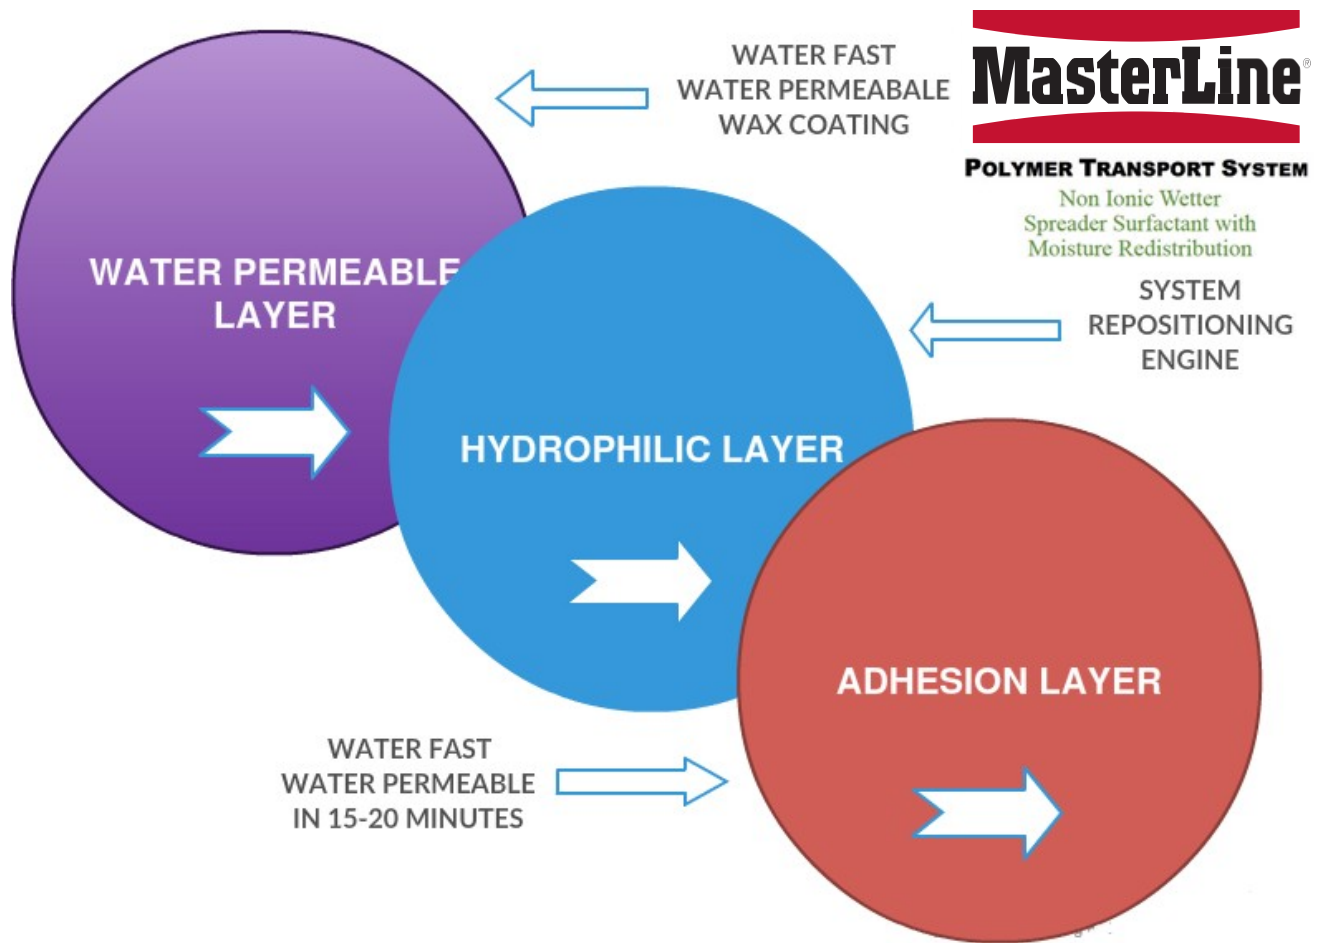 WATER FAST
WATER PERMEABALE
WAX COATING
MasterLine®
POLYMER TRANSPORT SYSTEM
Non Ionic Wetter
Spreader Surfactant with
Moisture Redistribution
WATER PERMEABLE
LAYER
SYSTEM
REPOSITIONING
ENGINE
HYDROPHILIC LAYER
ADHESION LAYER
WATER FAST
WATER PERMEABLE
IN 15-20 MINUTES